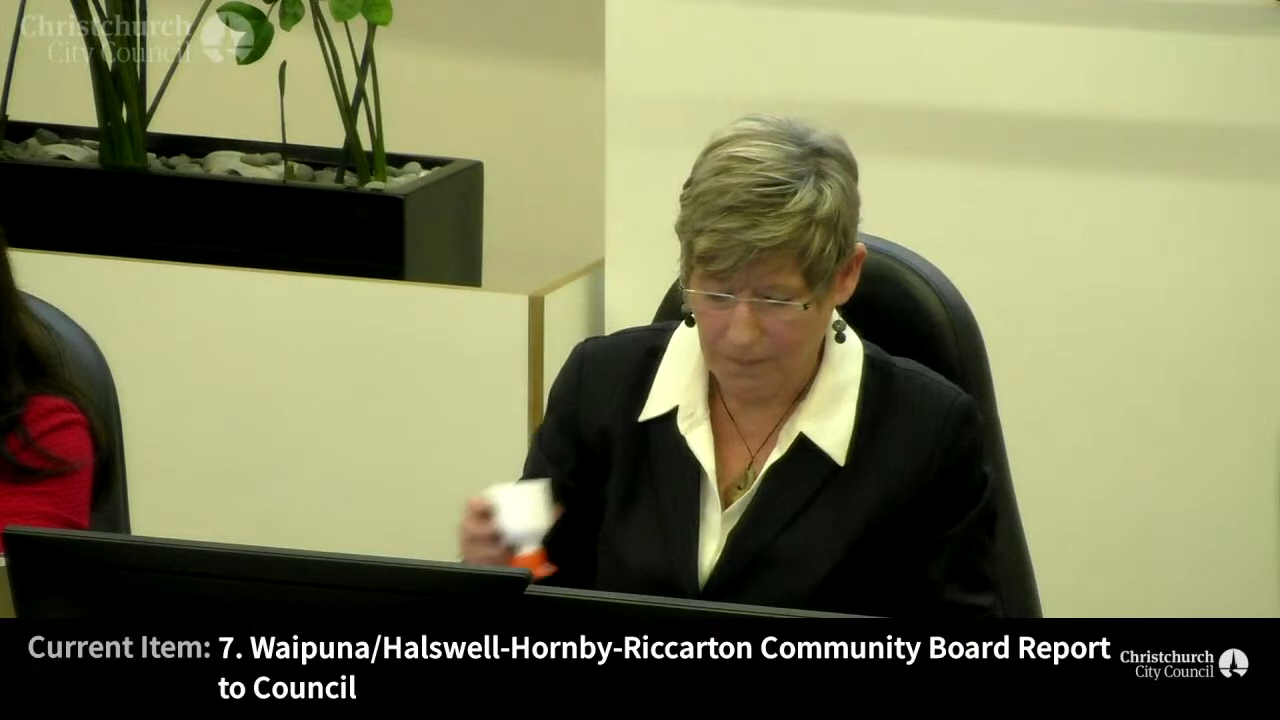 Christchurch
City Council
Current Item: 7. Waipuna/Halswell-Hornby-Riccarton Community Board Report
to Council
Christchurch
City Council